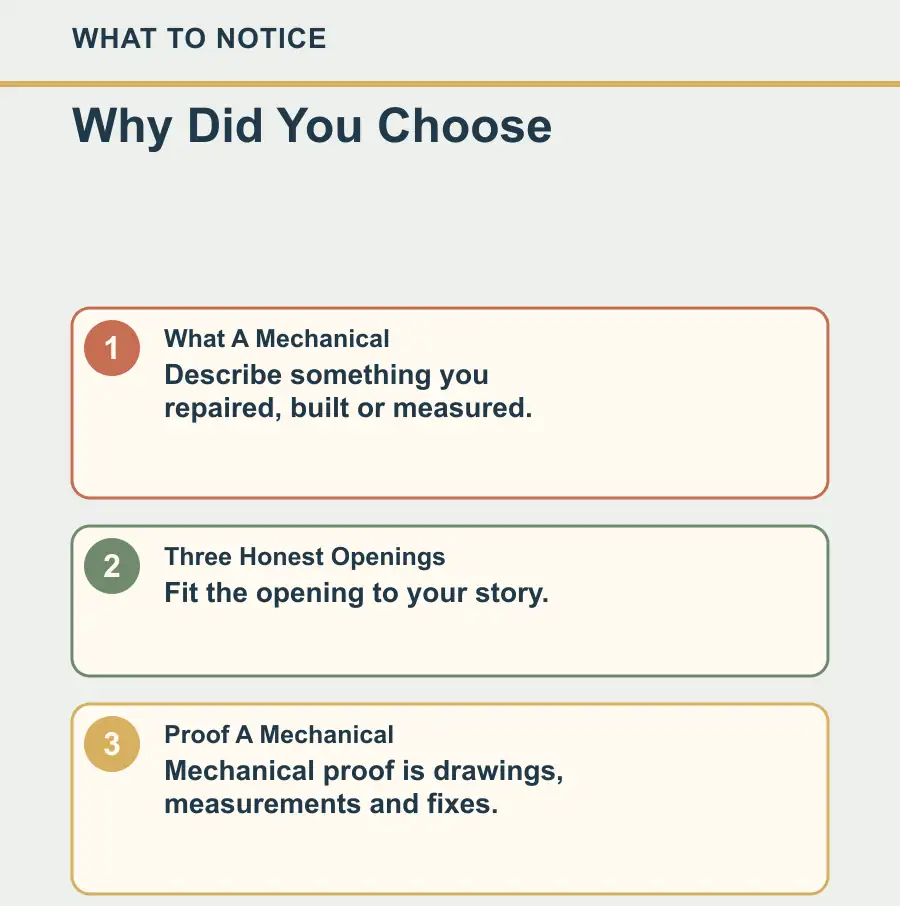 WHAT TO NOTICE
Why Did You Choose
1
What A Mechanical
Describe something you
repaired, built or measured.
2
Three Honest Openings
Fit the opening to your story.
3
Proof A Mechanical
Mechanical proof is drawings,
measurements and fixes.